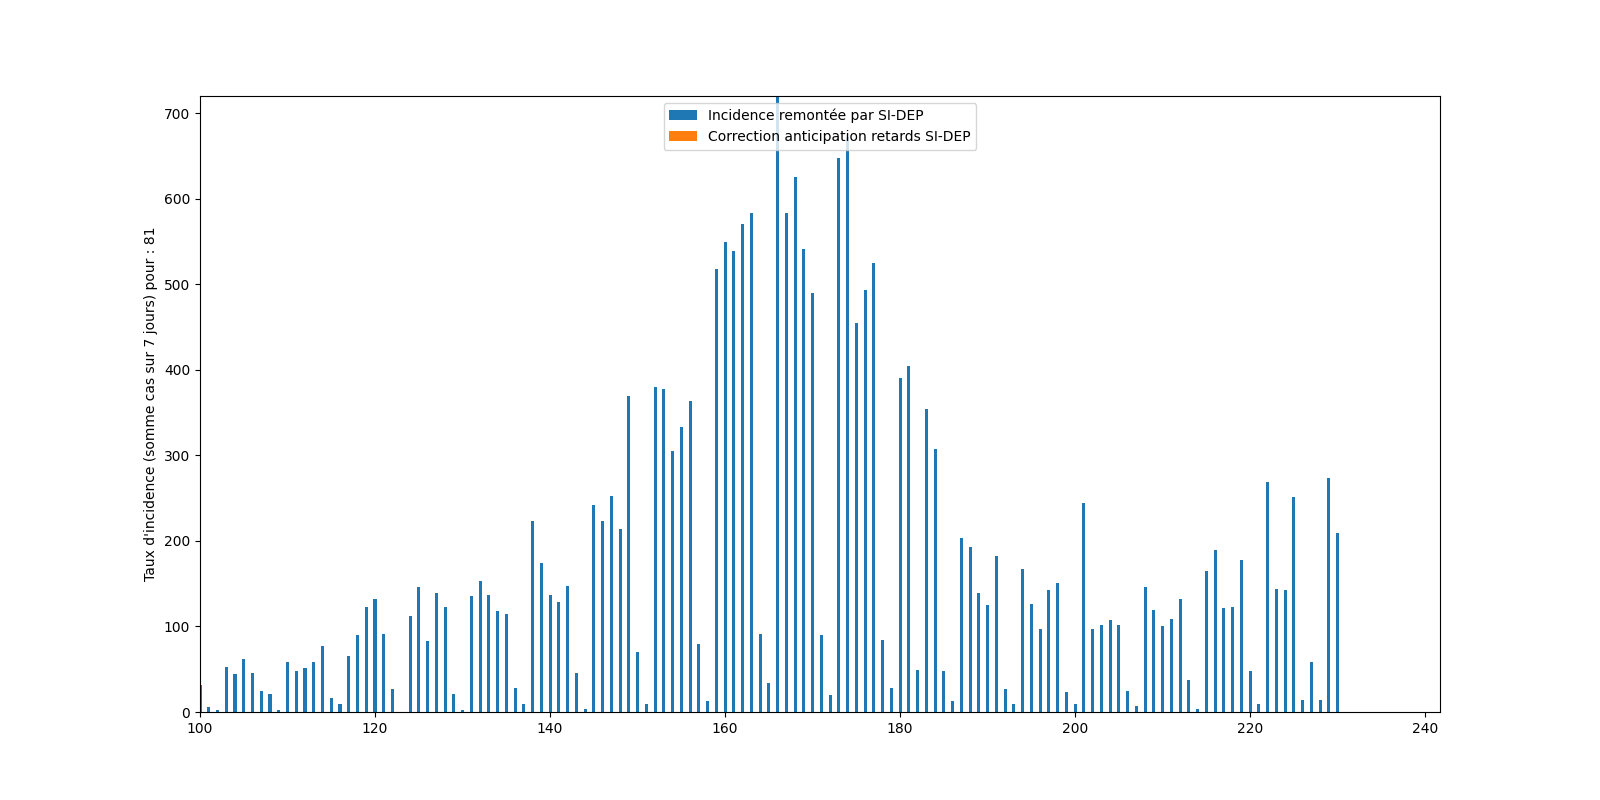 Incidence remontée par SI-DEP
Correction anticipation retards SI-DEP
Taux d'incidence (somme cas sur 7 jours) pour : 81
700
600
500
400
300
200
100
0
100 120 140 160 180 200 220 240